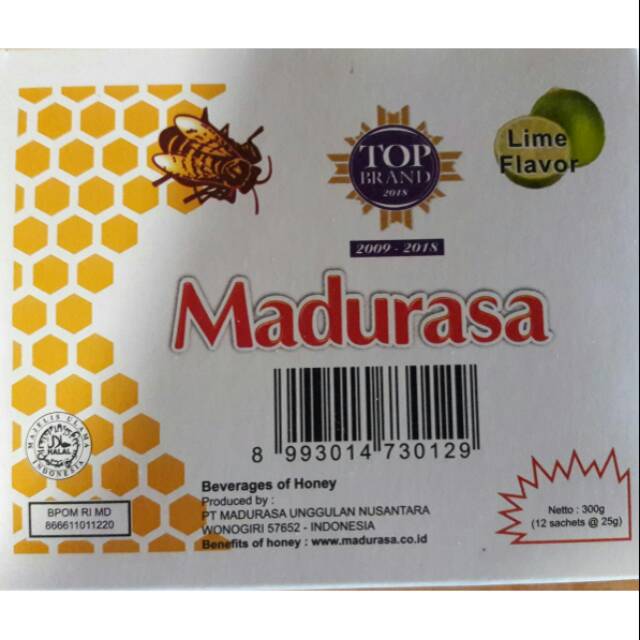 TOP
BRAND
2018
2009 - 2018
Lime
Flavor
Madurasa
8 993014 730129
MAJELIS ULAMA
HALAL
INDONESIA
BPOM RI MD
866611011220
Beverages of Honey
Produced by :
PT MADURASA UNGGULAN NUSANTARA
WONOGIRI 57652 - INDONESIA
Benefits of honey : www.madurasa.co.id
Netto : 300g
(12 sachets @ 25g)